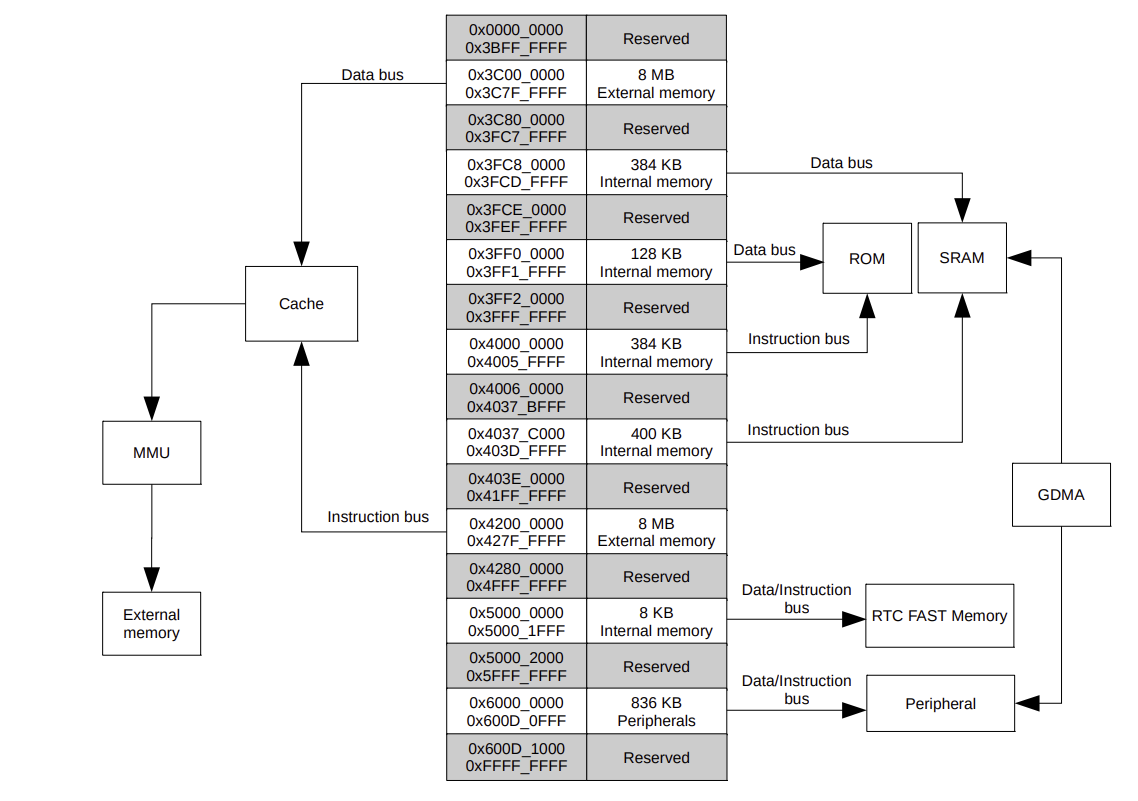 0x0000_0000
0x3BFF_FFFF
Reserved
0x3C00_0000
0x3C7F_FFFF
8 MB
External memory
Data bus
0x3C80_0000
0x3FC7_FFFF
Reserved
0x3FC8_0000
0x3FCD_FFFF
384 KB
Internal memory
Data bus
0x3FCE_0000
0x3FEF_FFFF
Reserved
0x3FF0_0000
0x3FF1_FFFF
128 KB
Internal memory
Data bus
ROM
SRAM
Cache
0x3FF2_0000
0x3FFF_FFFF
Reserved
0x4000_0000
0x4005_FFFF
384 KB
Internal memory
Instruction bus
0x4006_0000
0x4037_BFFF
Reserved
0x4037_C000
0x403D_FFFF
400 KB
Internal memory
Instruction bus
MMU
0x403E_0000
0x41FF_FFFF
Reserved
GDMA
0x4200_0000
0x427F_FFFF
8 MB
External memory
Instruction bus
0x4280_0000
0x4FFF_FFFF
Reserved
0x5000_0000
0x5000_1FFF
8 KB
Internal memory
Data/Instruction
bus
RTC FAST Memory
External
memory
0x5000_2000
0x5FFF_FFFF
Reserved
0x6000_0000
0x600D_0FFF
836 KB
Peripherals
Data/Instruction
bus
Peripheral
0x600D_1000
0xFFFF_FFFF
Reserved